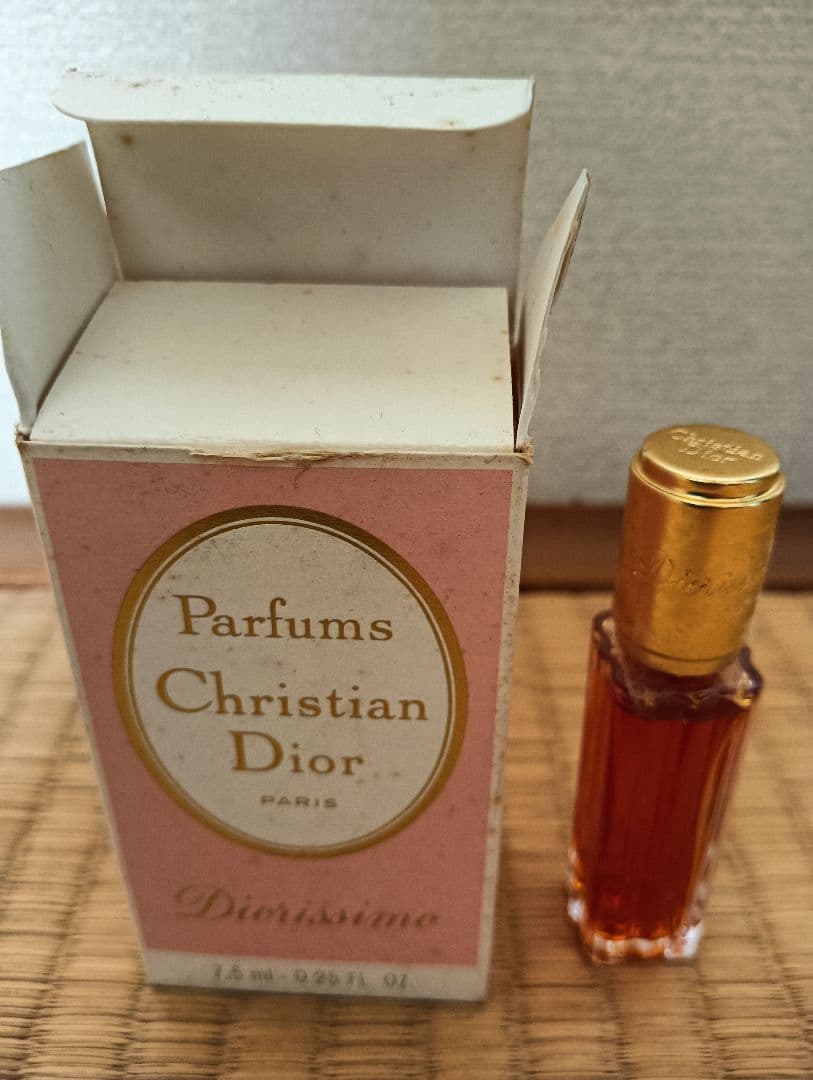 Parfums
Christian
Dior
PARIS
Diorissimo
7,5 ml - 0.25 FL. OZ.
Christian
Dior